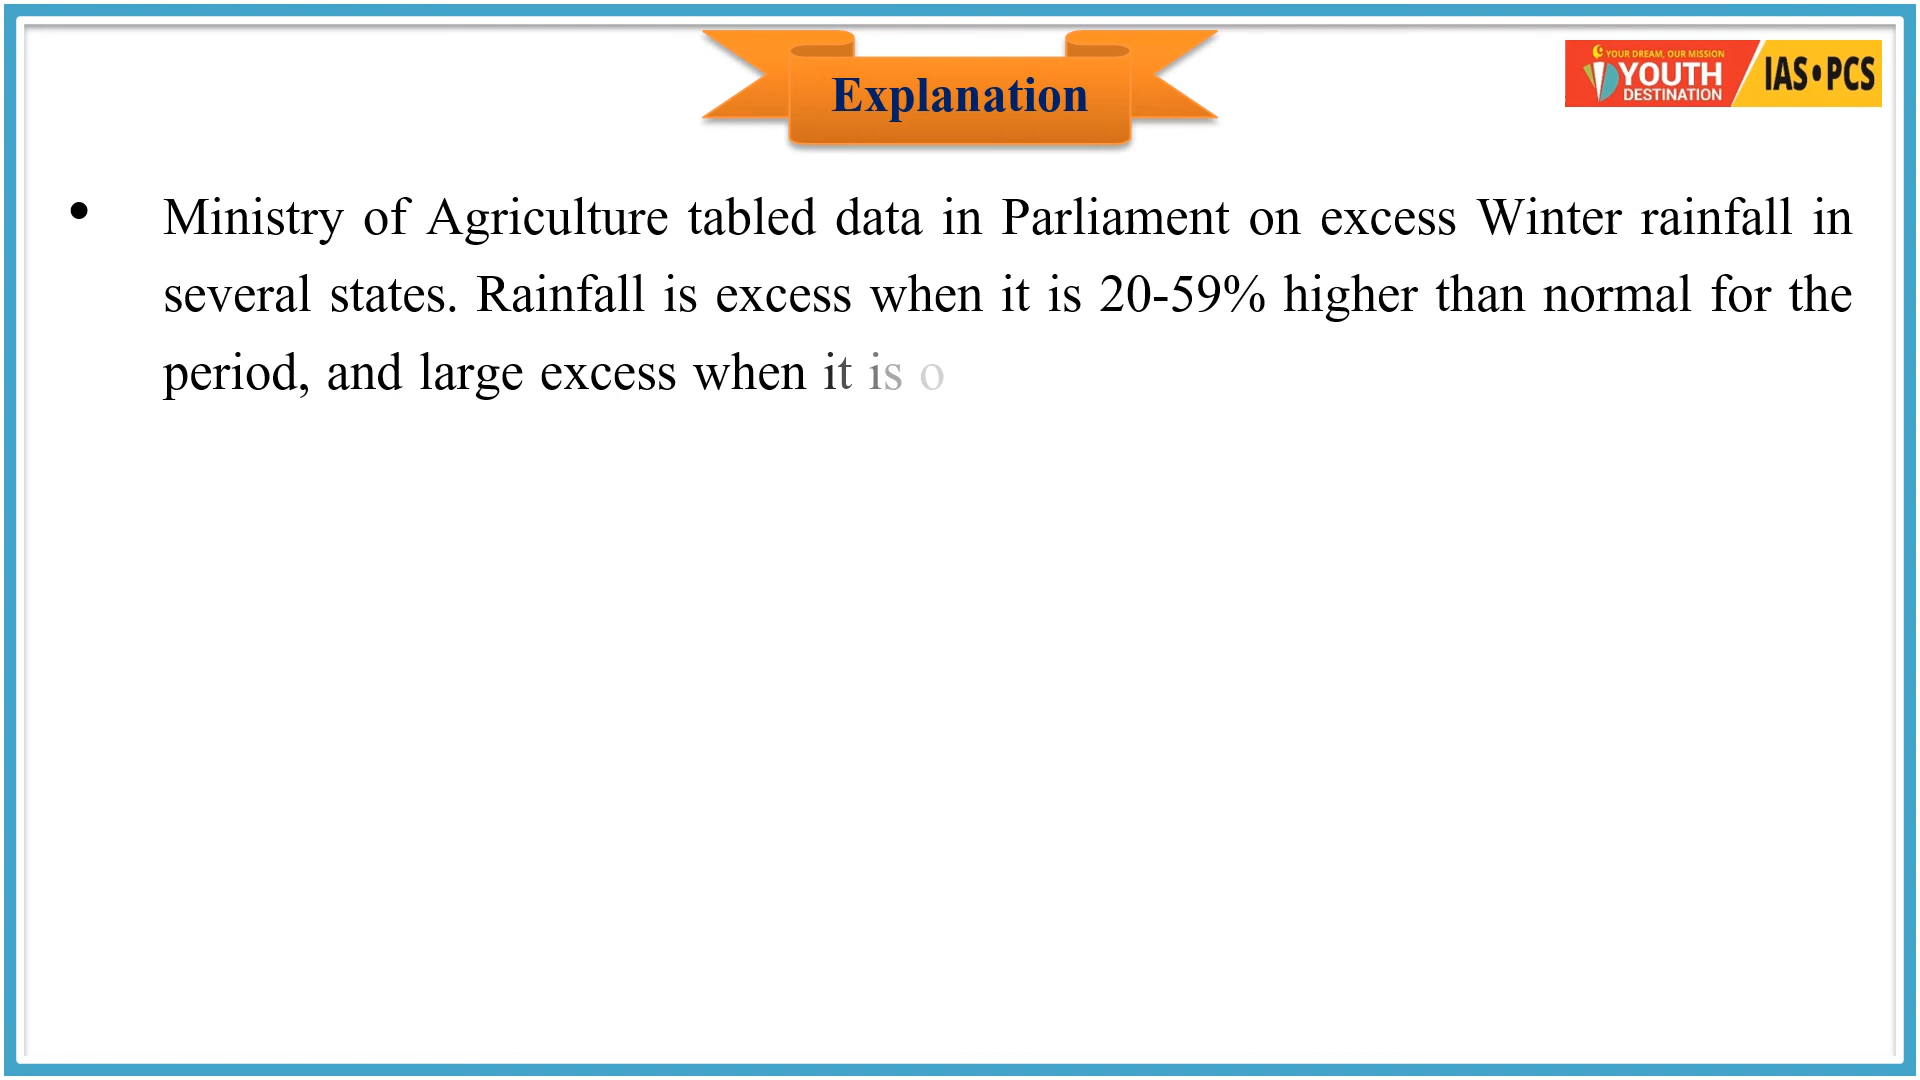 Explanation
YOUR DREAM, OUR MISSION
YOUTH
DESTINATION
IAS•PCS
• Ministry of Agriculture tabled data in Parliament on excess Winter rainfall in
several states. Rainfall is excess when it is 20-59% higher than normal for the
period, and large excess when it is o